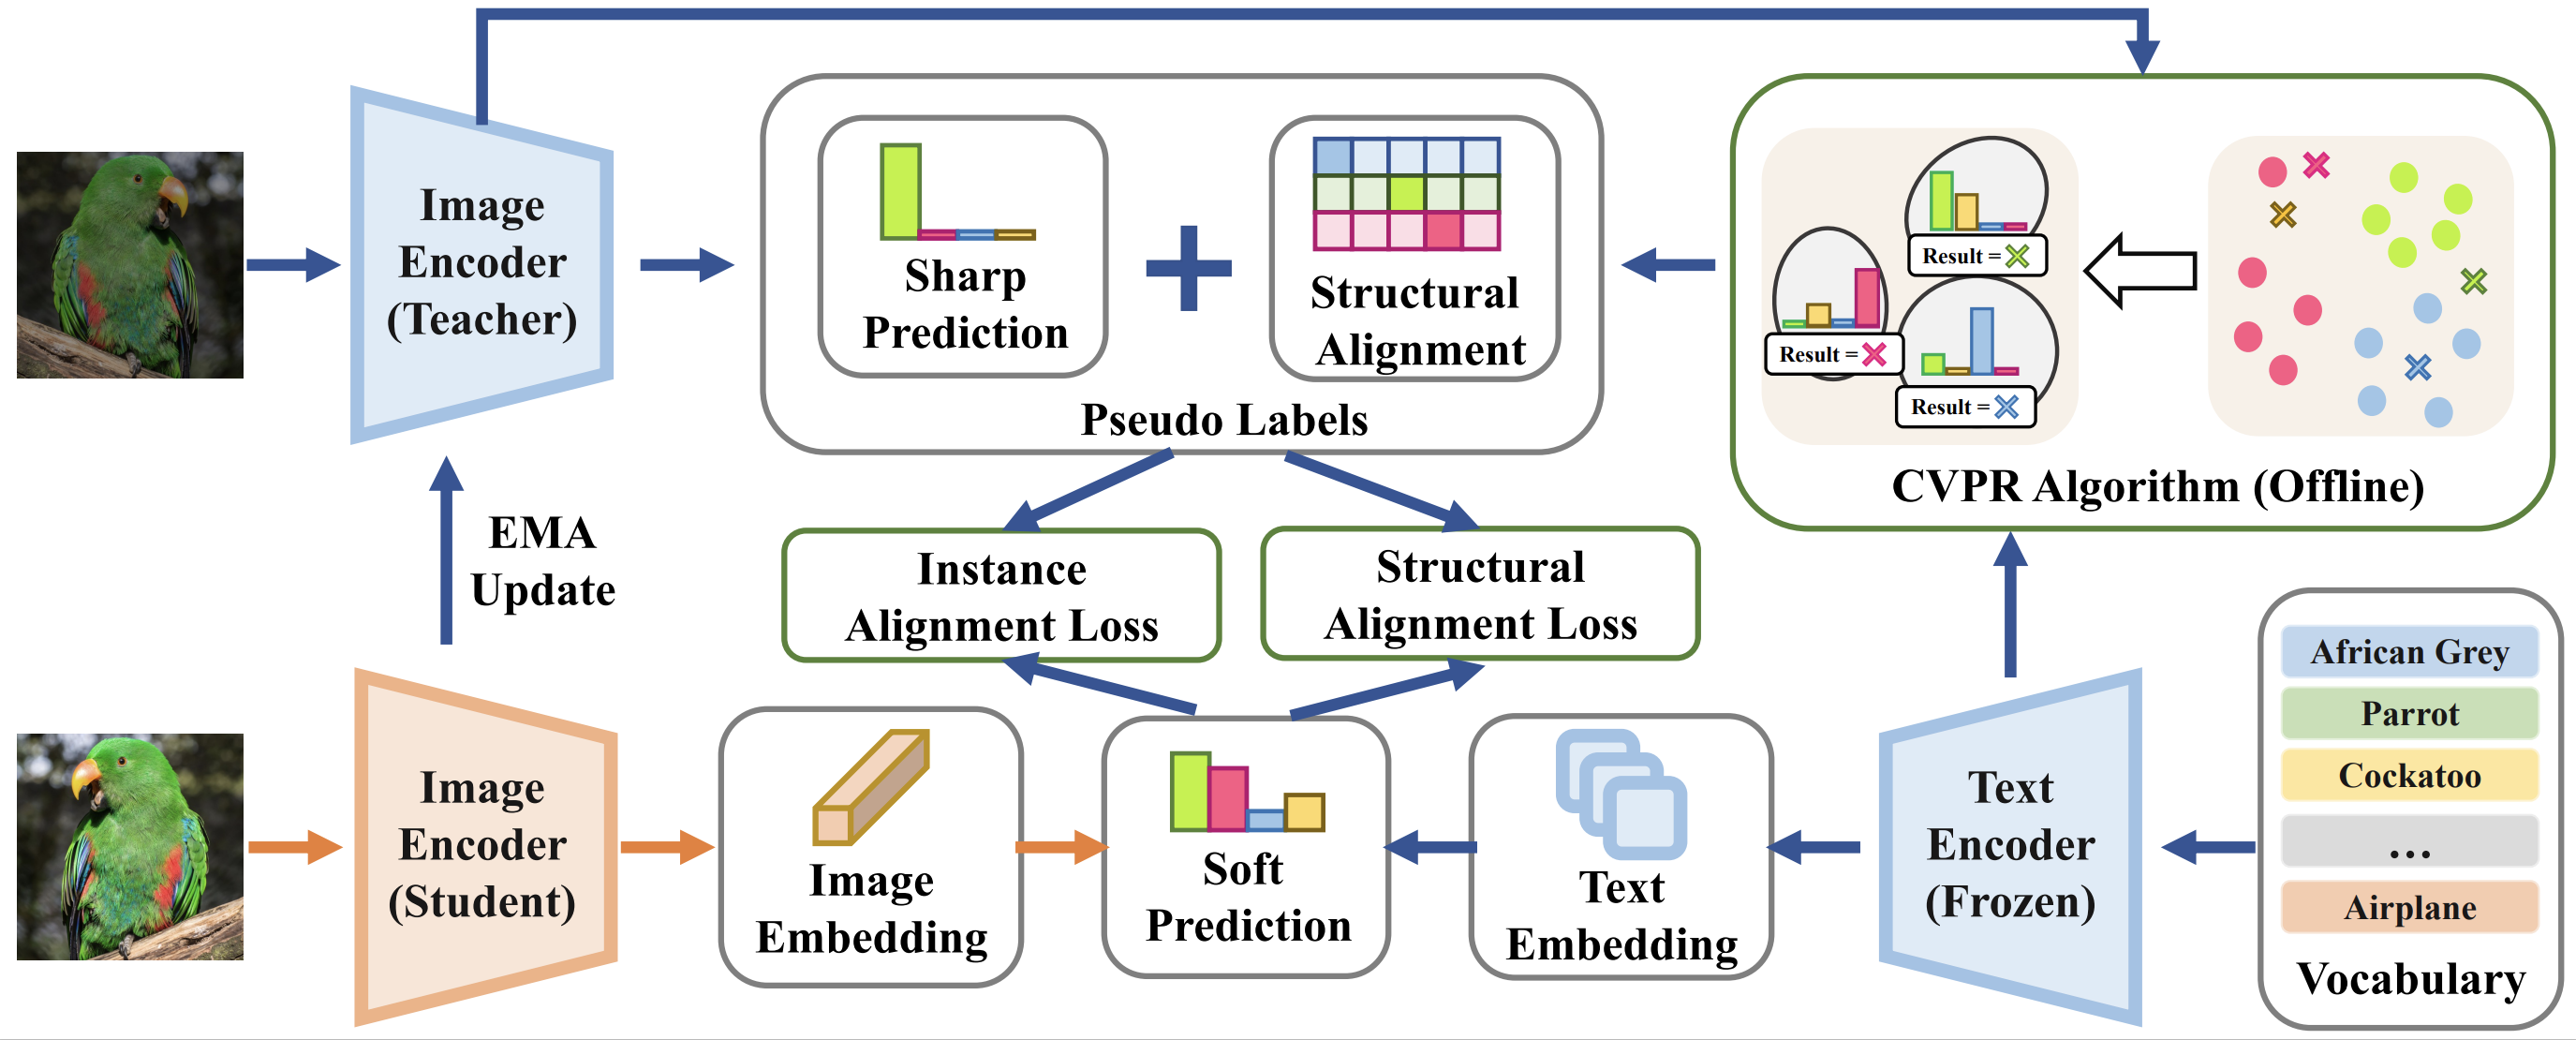 Image
Encoder
(Teacher)
Sharp
Prediction
Structural
Alignment
Pseudo Labels
Result =
Result =
Result =
CVPR Algorithm (Offline)
EMA
Update
Instance
Alignment Loss
Structural
Alignment Loss
Image
Encoder
(Student)
Image
Embedding
Soft
Prediction
Text
Embedding
Text
Encoder
(Frozen)
African Grey
Parrot
Cockatoo
...
Airplane
Vocabulary